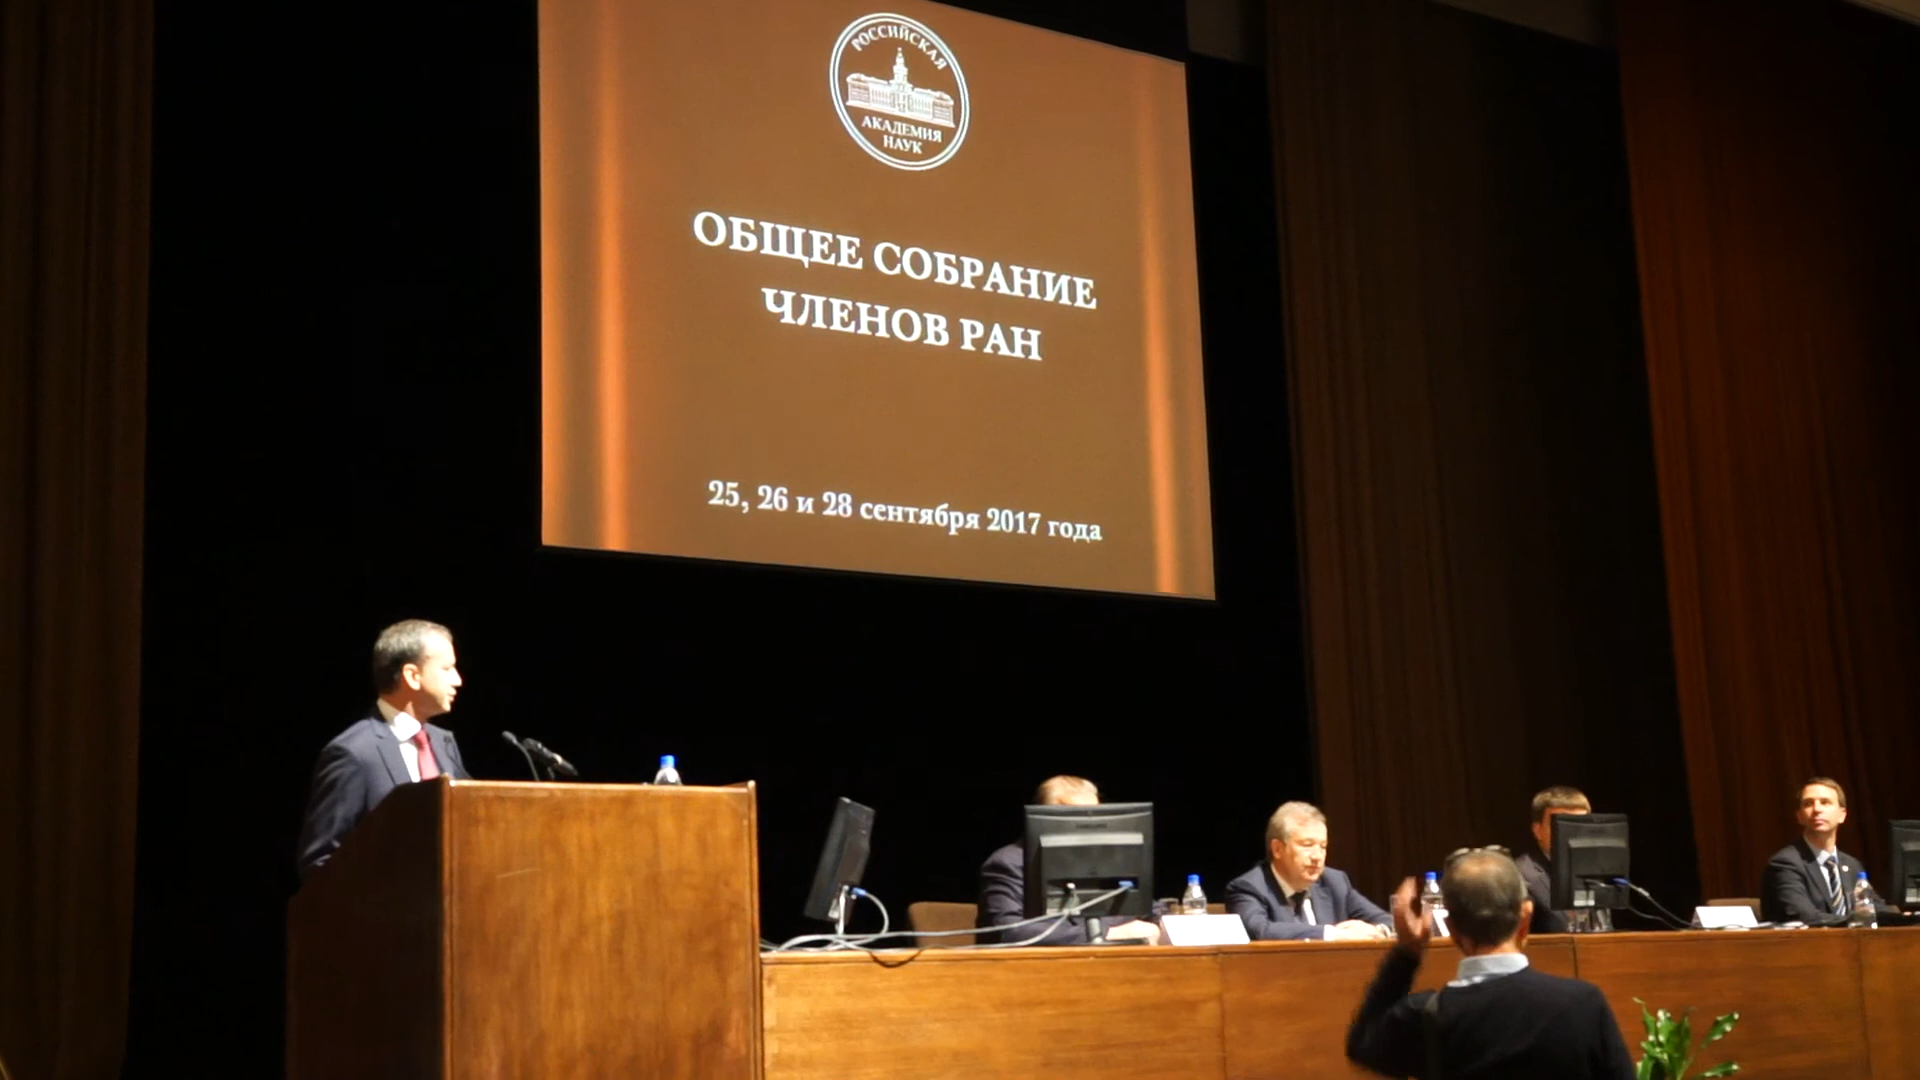 РОССИЙСКАЯ
АКАДЕМИЯ
НАУК
ОБЩЕЕ СОБРАНИЕ
ЧЛЕНОВ РАН
25, 26 и 28 сентября 2017 года